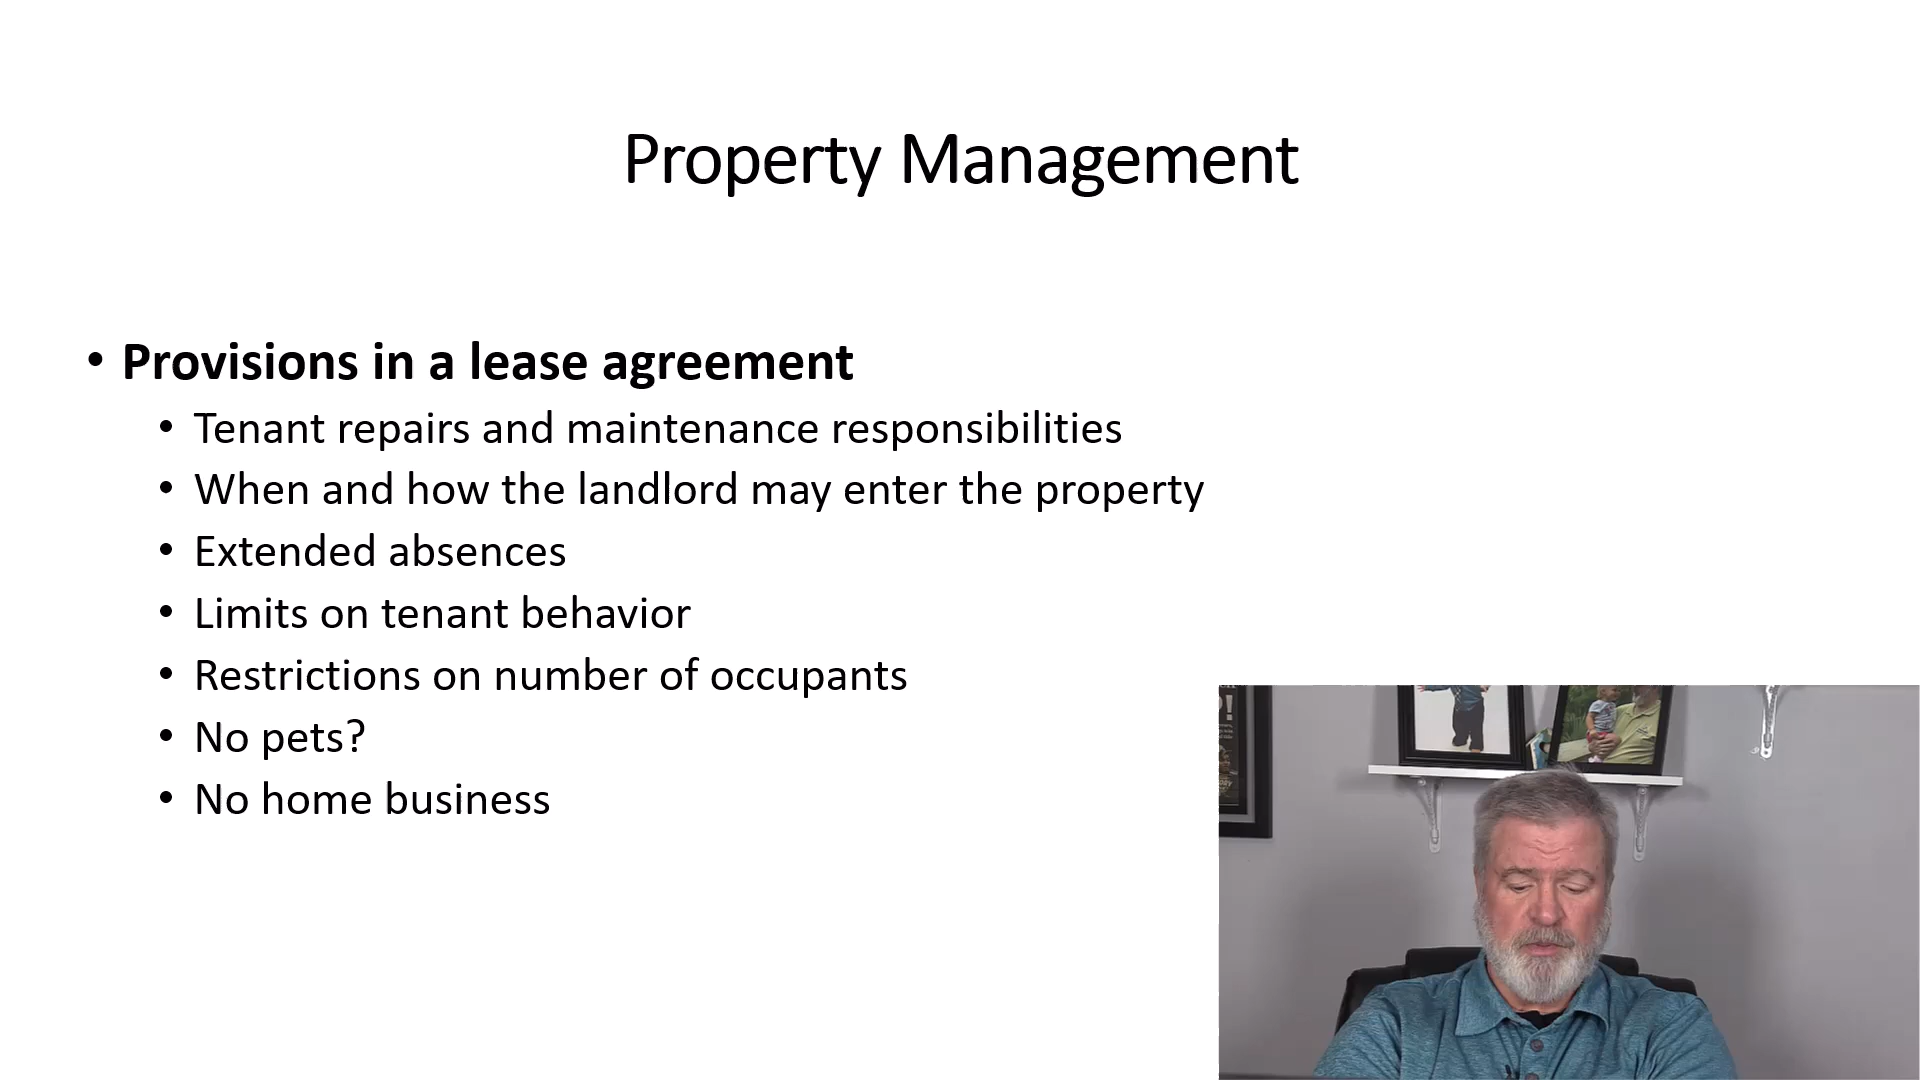 Property Management
• Provisions in a lease agreement
• Tenant repairs and maintenance responsibilities
• When and how the landlord may enter the property
• Extended absences
• Limits on tenant behavior
• Restrictions on number of occupants
• No pets?
• No home business